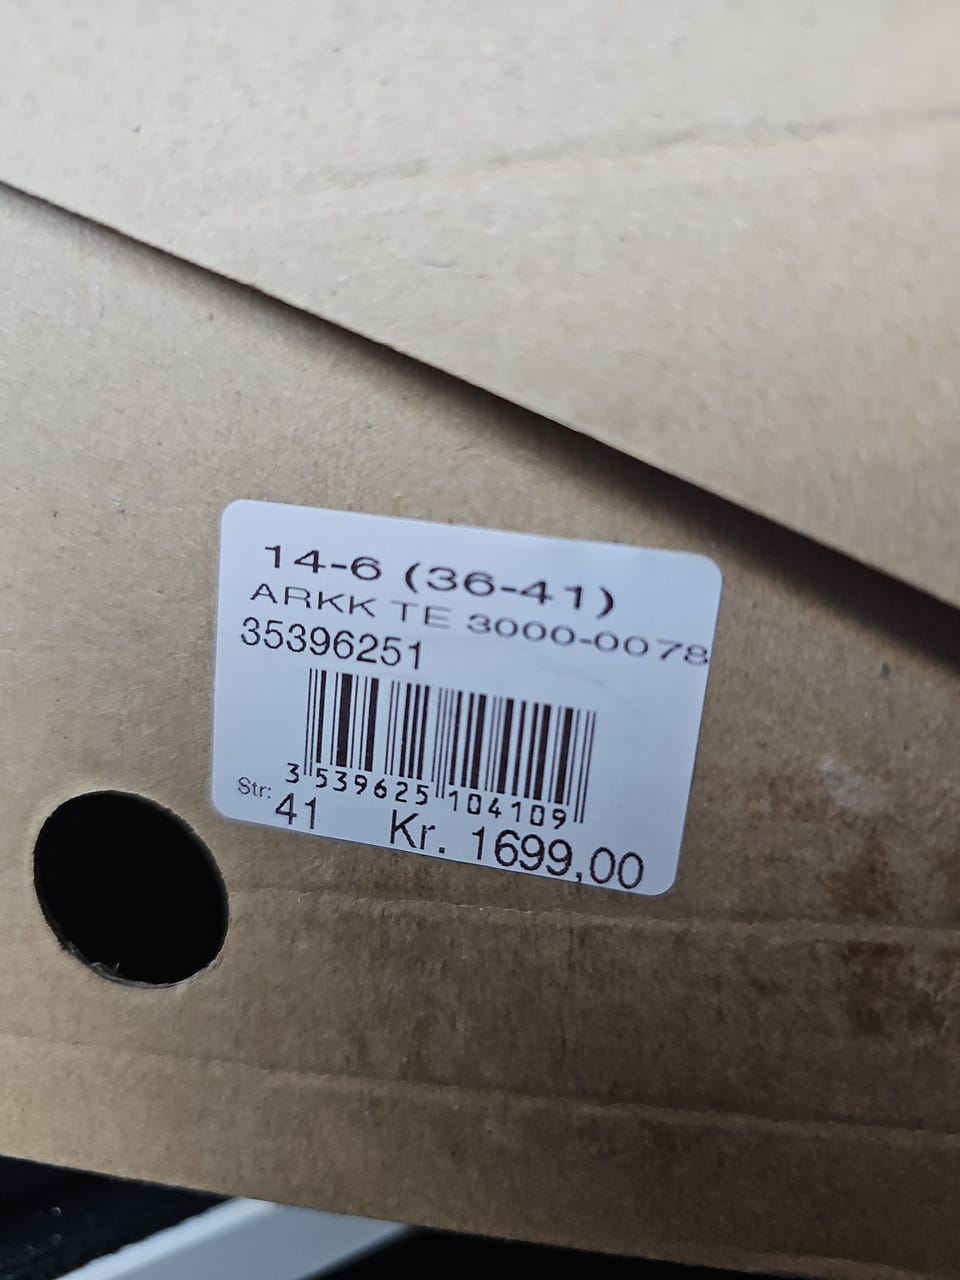 14-6 (36-41)
ARKK TE 3000-0078
35396251
3 539625 104109
Str: 41 Kr. 1699,00